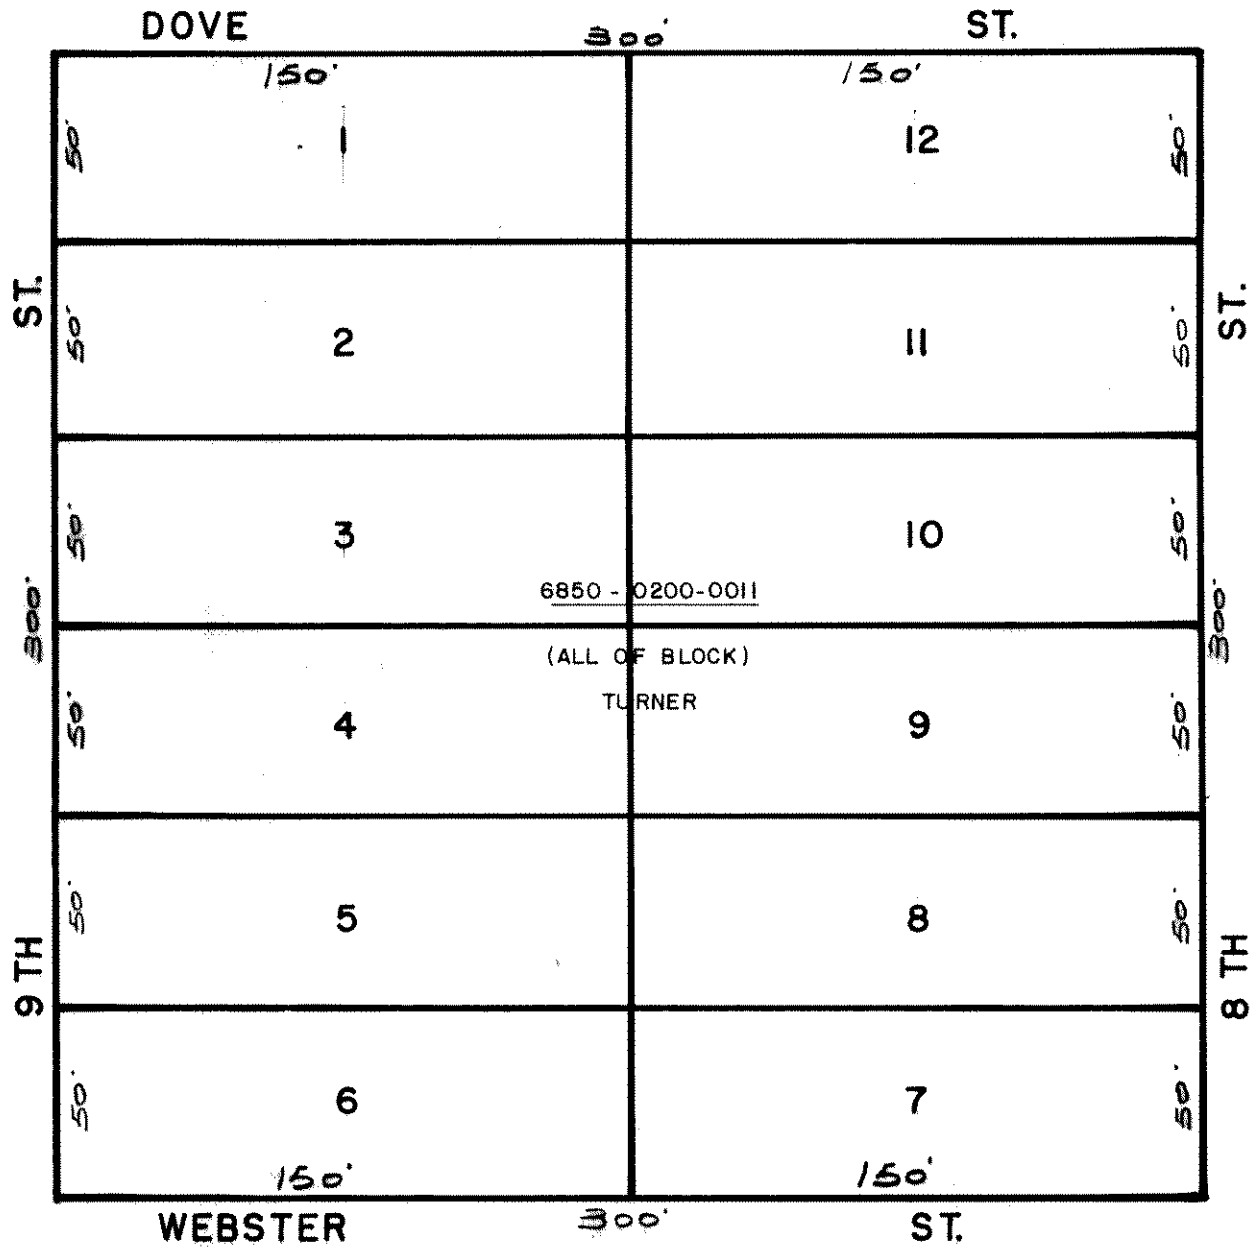 DOVE ST.
300'
150' 150'
50' 1 12 50'
ST. ST.
50' 2 11 50'
50' 3 10 50'
6850 - 0200-0011
300' 300'
(ALL OF BLOCK)
TURNER
50' 4 9 50'
50' 5 8 50'
9 TH 8 TH
50' 6 7 50'
150' 150'
WEBSTER 300' ST.